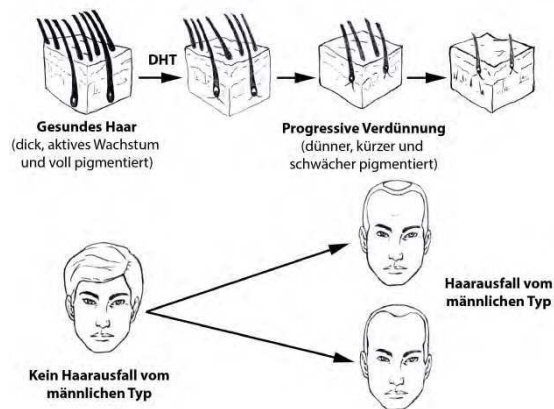 DHT
Gesundes Haar
(dick, aktives Wachstum
und voll pigmentiert)
Progressive Verdünnung
(dünner, kürzer und
schwächer pigmentiert)
Haarausfall vom
männlichen Typ
Kein Haarausfall vom
männlichen Typ